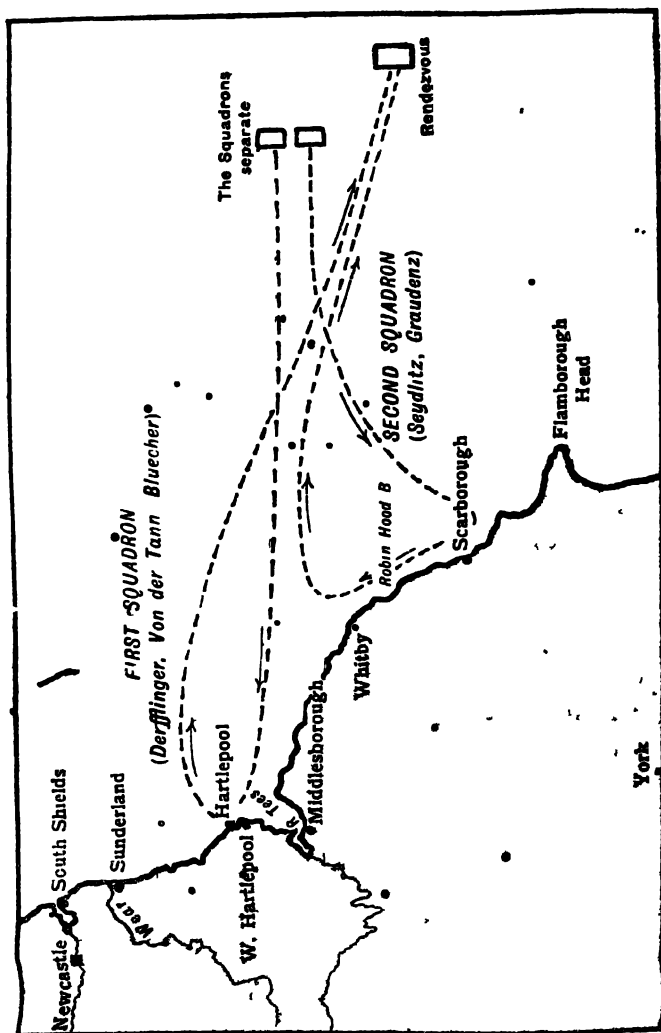 Newcastle
South Shields
Sunderland
Wear
Hartlepool
W. Hartlepool
R Tees
Middlesborough
Whitby
Robin Hood B
Scarborough
Flamborough
Head
York
FIRST SQUADRON
(Derfflinger, Von der Tann Bluecher)
SECOND SQUADRON
(Seydlitz, Graudenz)
The Squadrons
separate
Rendervous